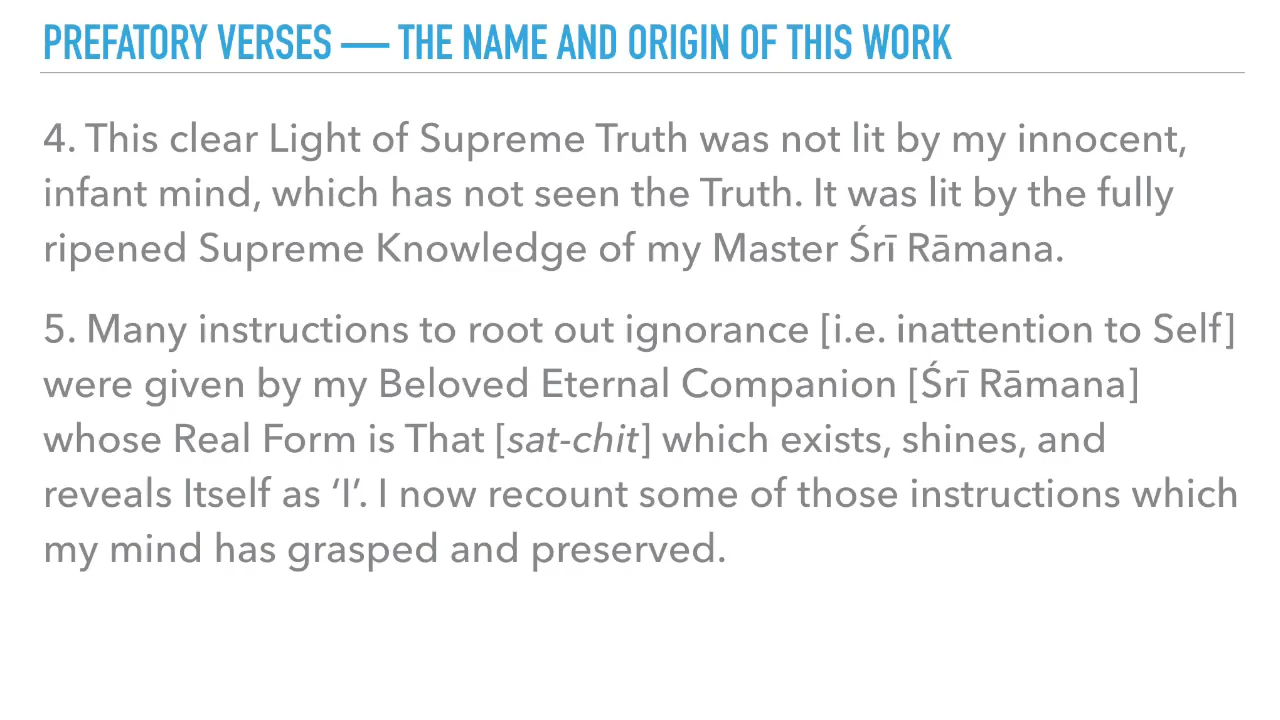 PREFATORY VERSES — THE NAME AND ORIGIN OF THIS WORK
4. This clear Light of Supreme Truth was not lit by my innocent,
infant mind, which has not seen the Truth. It was lit by the fully
ripened Supreme Knowledge of my Master Śrī Rāmana.
5. Many instructions to root out ignorance [i.e. inattention to Self]
were given by my Beloved Eternal Companion [Śrī Rāmana]
whose Real Form is That [sat-chit] which exists, shines, and
reveals Itself as ‘I’. I now recount some of those instructions which
my mind has grasped and preserved.